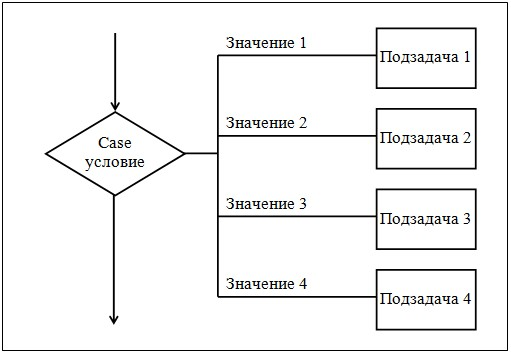 Значение 1
Подзадача 1
Значение 2
Подзадача 2
Case
условие
Значение 3
Подзадача 3
Значение 4
Подзадача 4